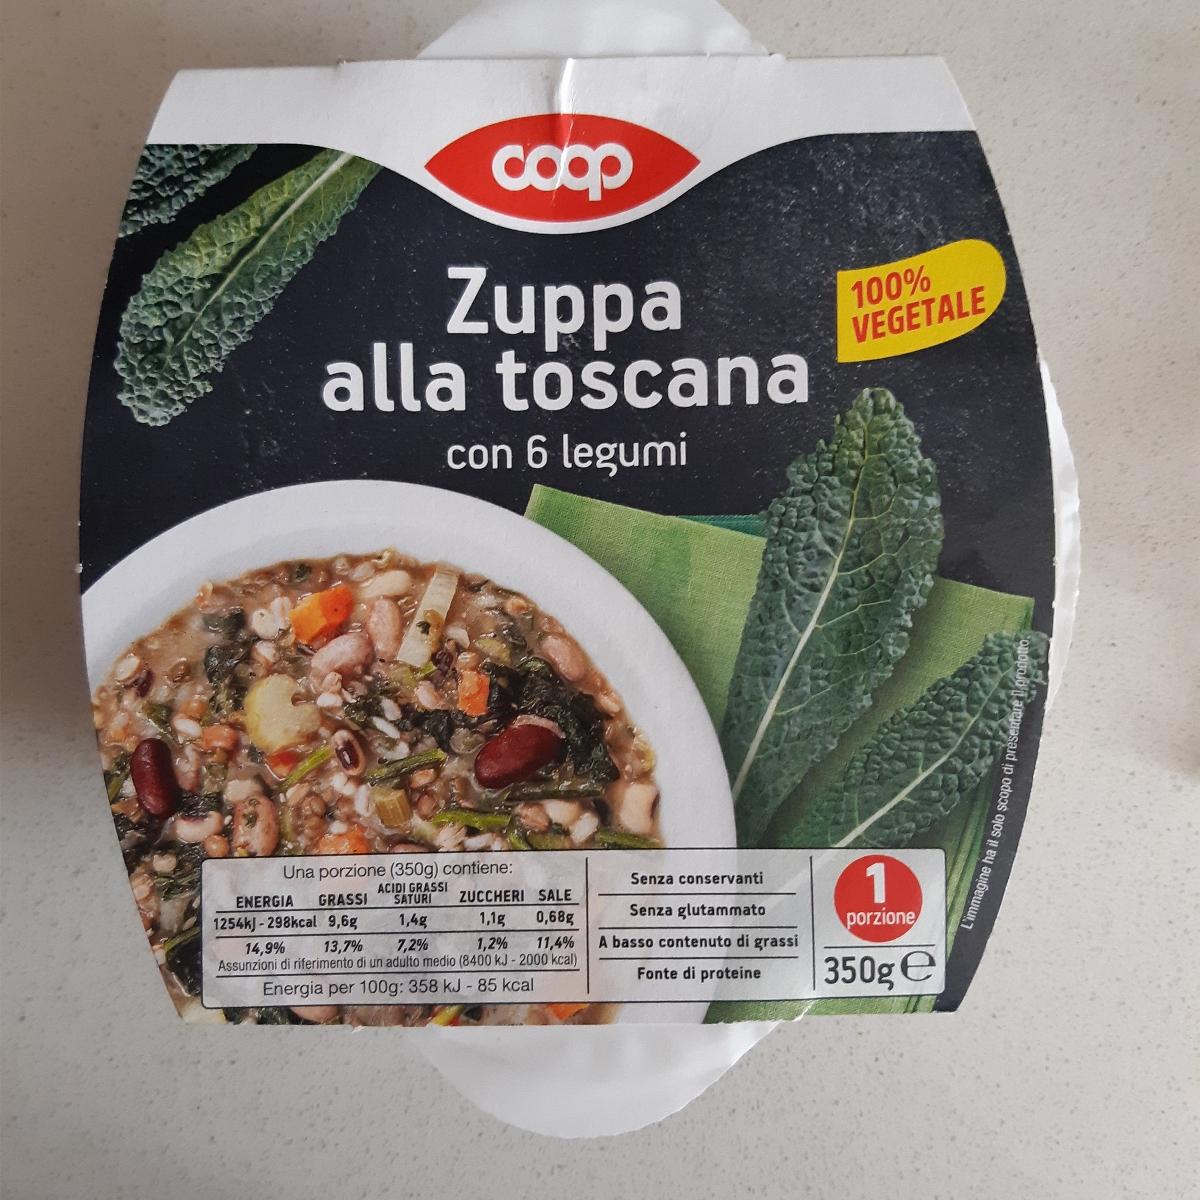 coop
Zuppa
alla toscana
con 6 legumi
100%
VEGETALE
L'immagine ha il solo scopo di presentare il prodotto.
Una porzione (350g) contiene:
ENERGIA GRASSI ACIDI GRASSI SATURI ZUCCHERI SALE
1254kJ - 298kcal 9,6g 1,4g 1,1g 0,68g
14,9% 13,7% 7,2% 1,2% 11,4%
Assunzioni di riferimento di un adulto medio (8400 kJ - 2000 kcal)
Energia per 100g: 358 kJ - 85 kcal
Senza conservanti
Senza glutammato
A basso contenuto di grassi
Fonte di proteine
1
porzione
350g e